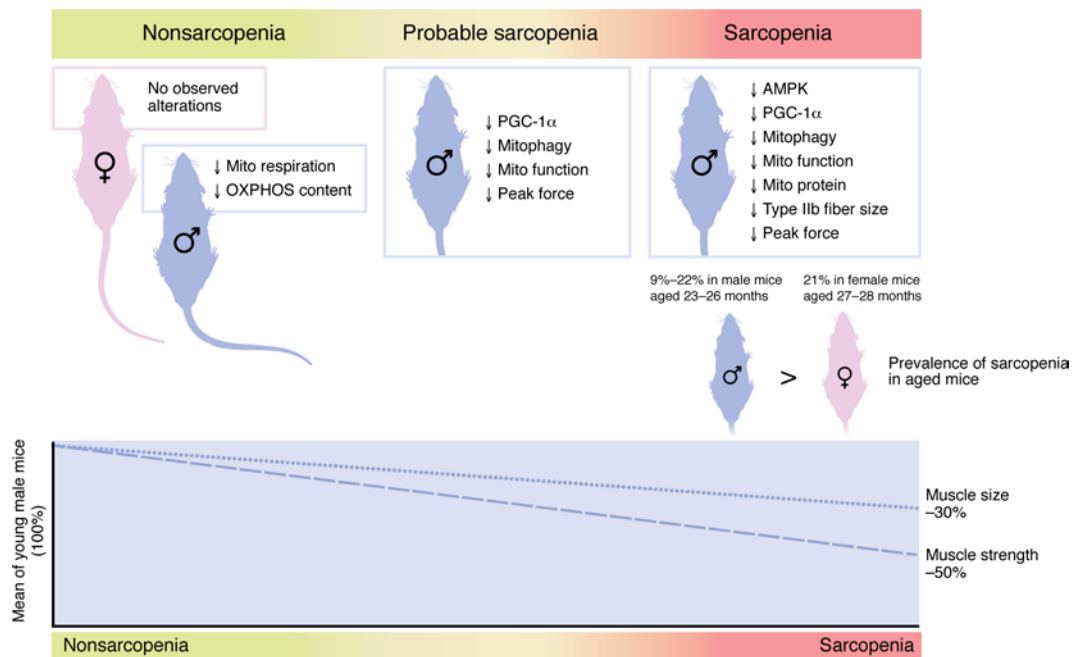 Nonsarcopenia
Probable sarcopenia
Sarcopenia
No observed
alterations
♀
↓ Mito respiration
↓ OXPHOS content
♂
↓ PGC-1α
↓ Mitophagy
↓ Mito function
↓ Peak force
♂
↓ AMPK
↓ PGC-1α
↓ Mitophagy
↓ Mito function
↓ Mito protein
↓ Type IIb fiber size
↓ Peak force
♂
9%–22% in male mice
aged 23–26 months
21% in female mice
aged 27–28 months
♂ > ♀
Prevalence of sarcopenia
in aged mice
Mean of young male mice
(100%)
Muscle size
–30%
Muscle strength
–50%
Nonsarcopenia
Sarcopenia